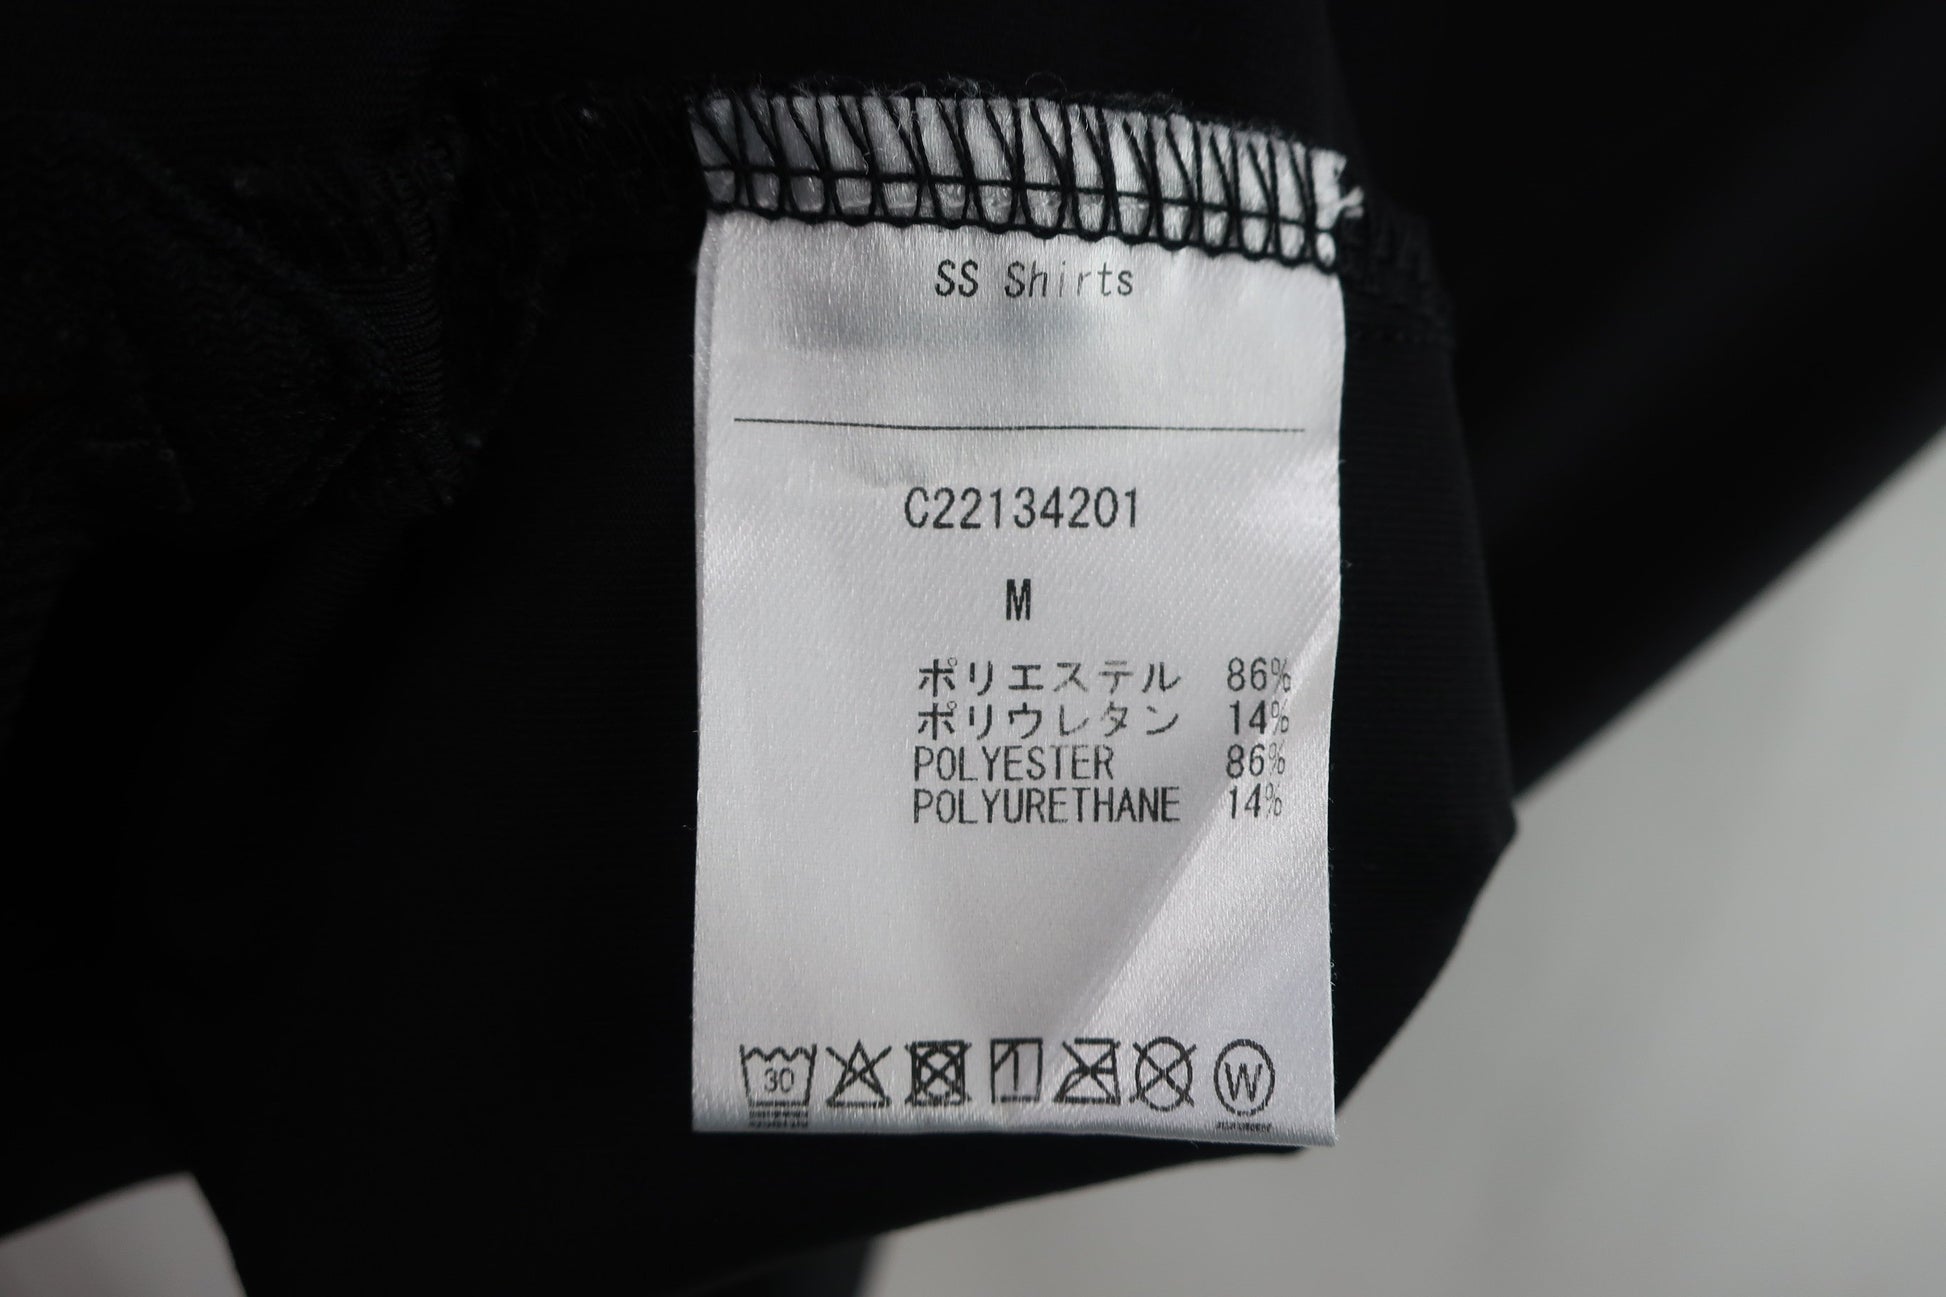 SS Shirts
C22134201
M
ポリエステル 86%
ポリウレタン 14%
POLYESTER 86%
POLYURETHANE 14%
30
W